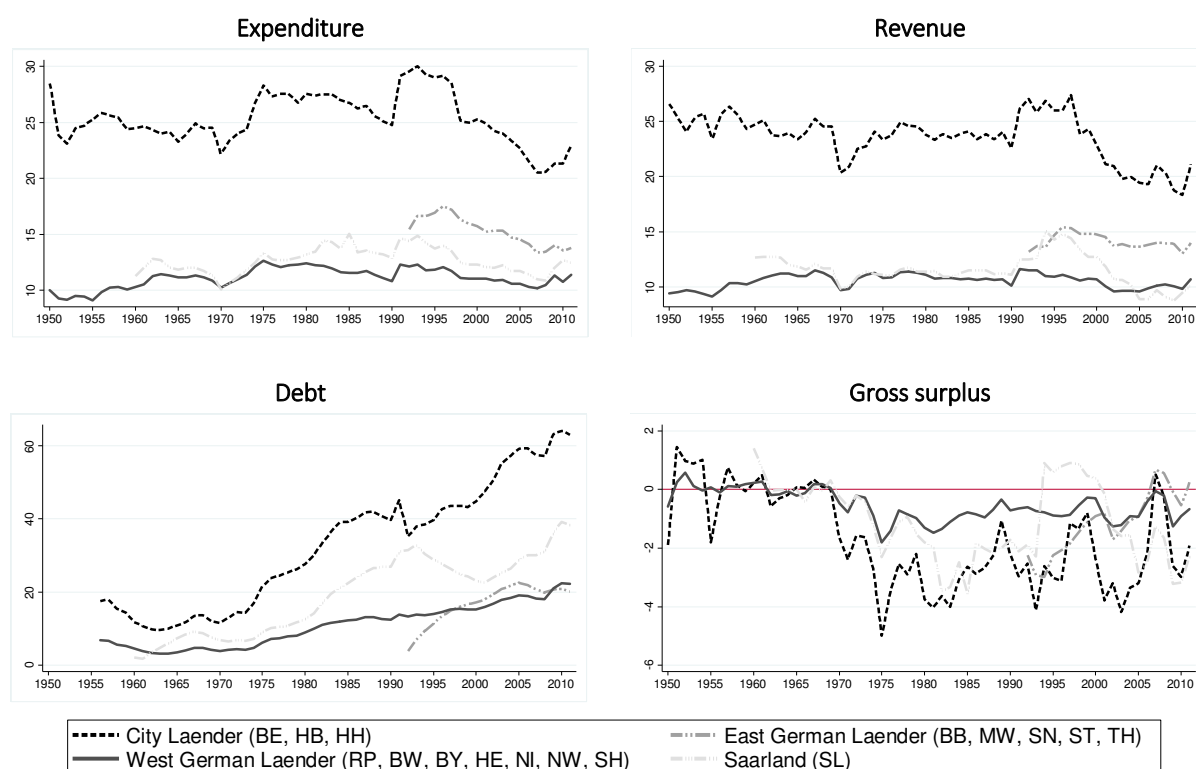 Expenditure
Revenue
30
25
20
15
10
1950 1955 1960 1965 1970 1975 1980 1985 1990 1995 2000 2005 2010
30
25
20
15
10
1950 1955 1960 1965 1970 1975 1980 1985 1990 1995 2000 2005 2010
Debt
Gross surplus
60
40
20
0
1950 1955 1960 1965 1970 1975 1980 1985 1990 1995 2000 2005 2010
2
0
-2
-4
-6
1950 1955 1960 1965 1970 1975 1980 1985 1990 1995 2000 2005 2010
City Laender (BE, HB, HH)
East German Laender (BB, MW, SN, ST, TH)
West German Laender (RP, BW, BY, HE, NI, NW, SH)
Saarland (SL)